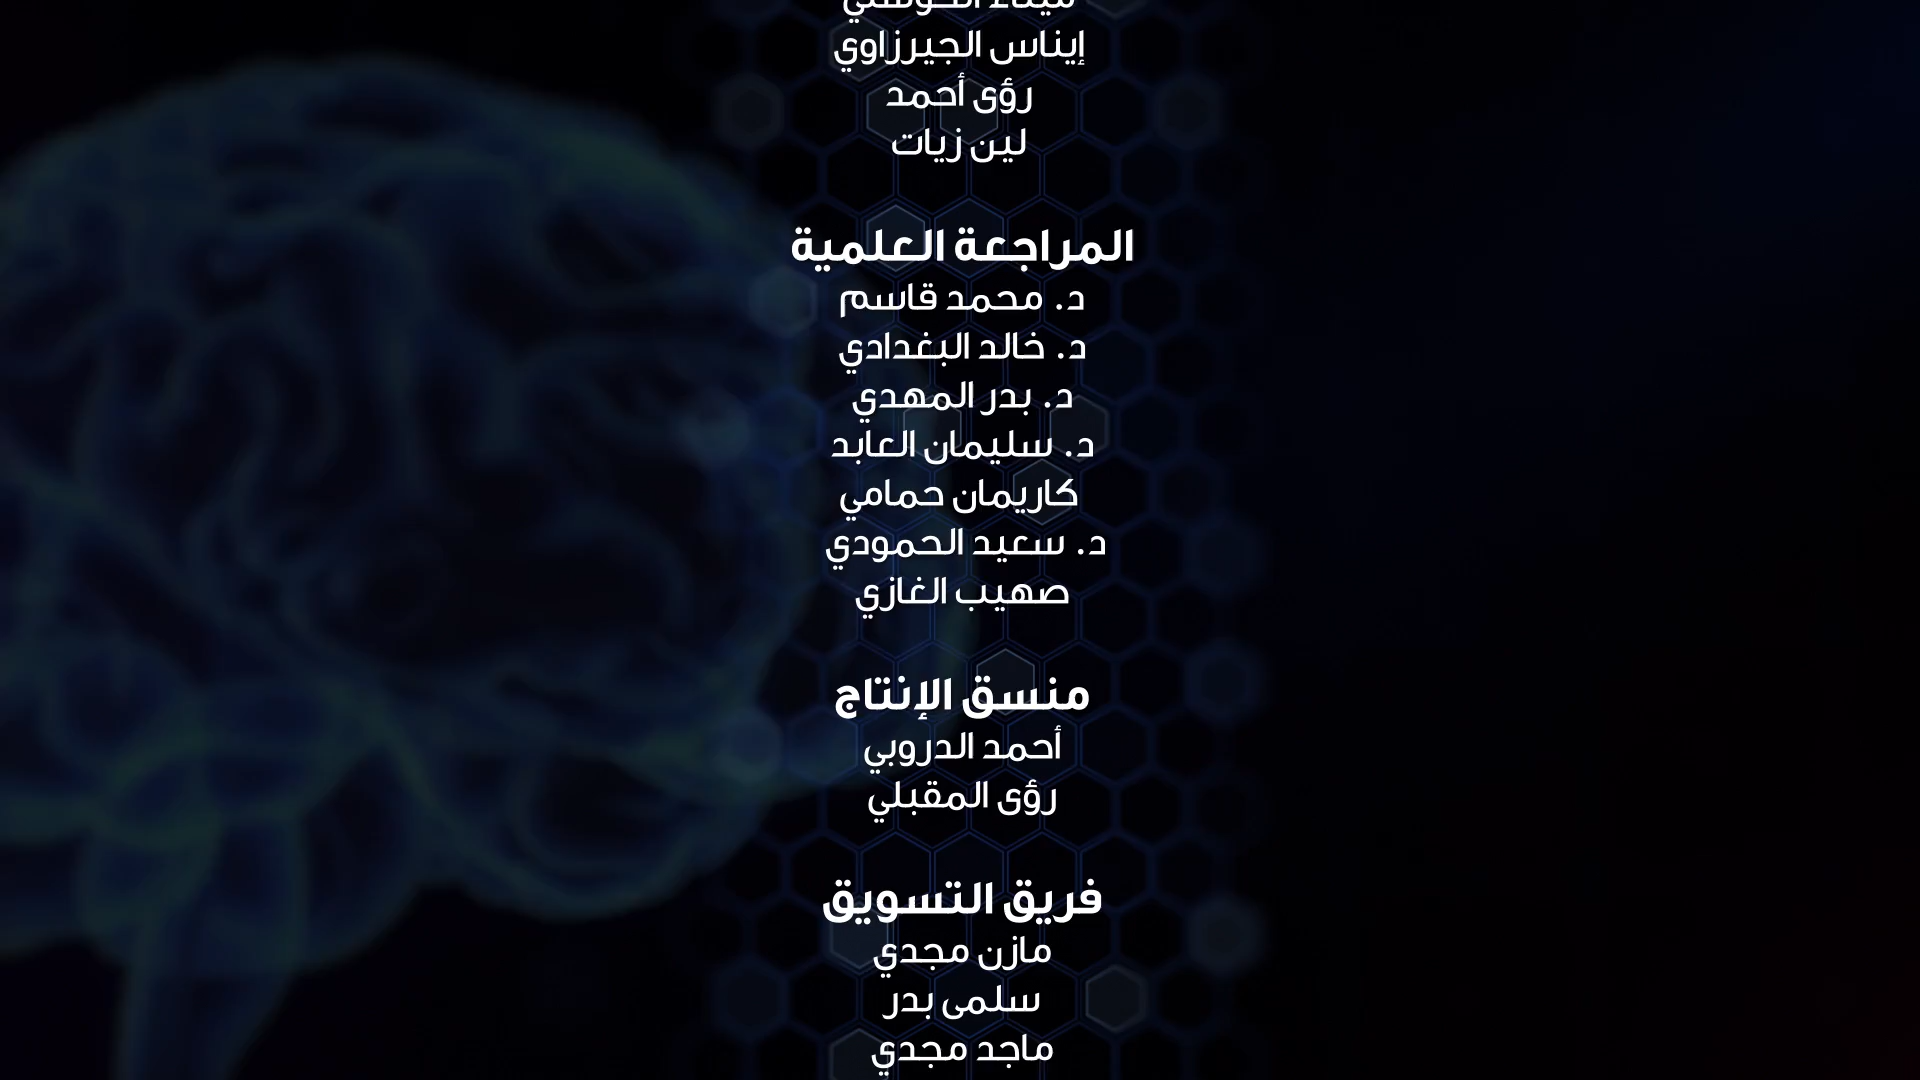 إيناس الجيرزاوي
رؤى أحمد
لين زيات
المراجعة العلمية
د. محمد قاسم
د. خالد البغدادي
د. بدر المهدي
د. سليمان العابد
كاريمان حمامي
د. سعيد الحمودي
صهيب الغازي
منسق الإنتاج
أحمد الدروبي
رؤى المقبلي
فريق التسويق
مازن مجدي
سلمى بدر
ماجد مجدي